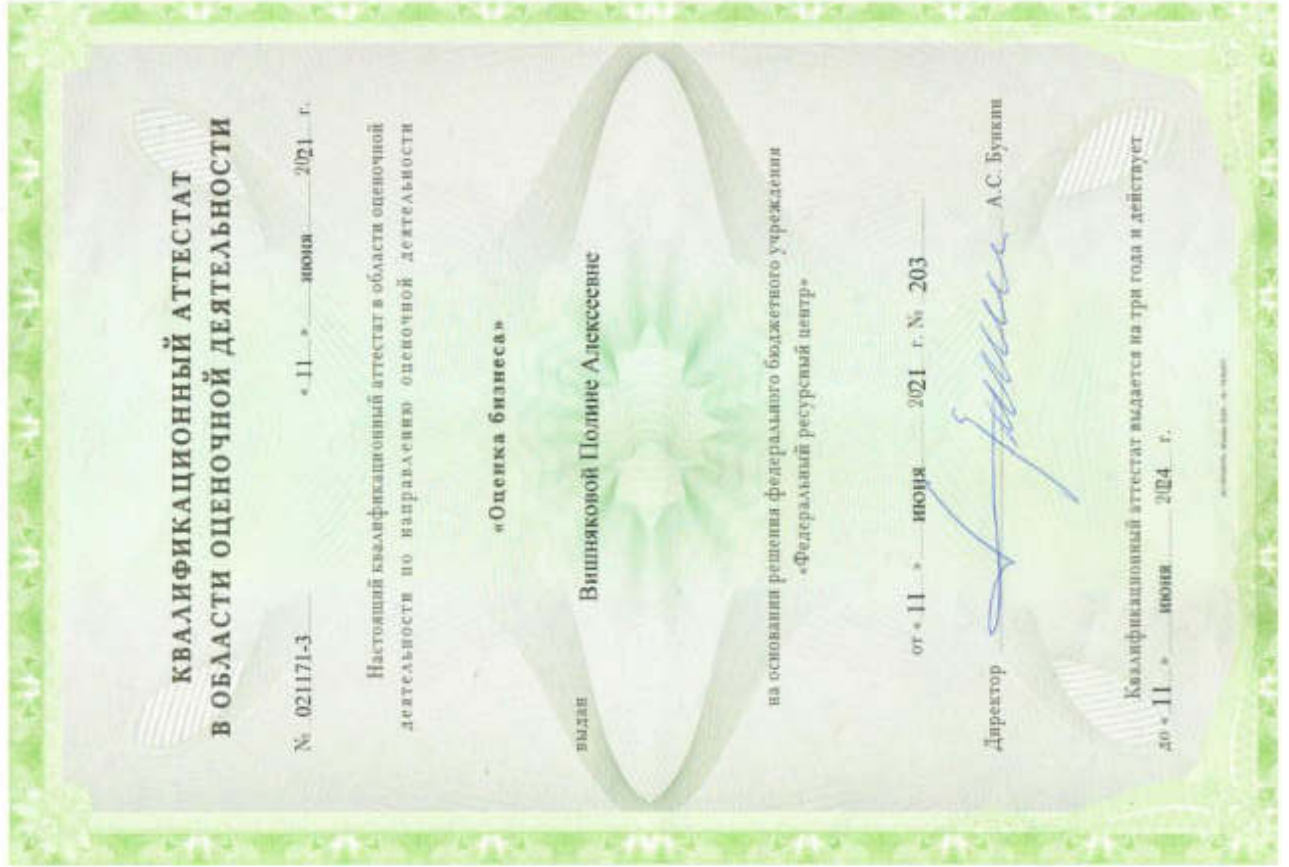 КВАЛИФИКАЦИОННЫЙ АТТЕСТАТ
В ОБЛАСТИ ОЦЕНОЧНОЙ ДЕЯТЕЛЬНОСТИ
№ 021171-3 « 11 » июня 2021 г.
Настоящий квалификационный аттестат в области оценочной
деятельности по направлению оценочной деятельности
«Оценка бизнеса»
выдан Вишняковой Полине Алексеевне
на основании решения федерального бюджетного учреждения
«Федеральный ресурсный центр»
от « 11 » июня 2021 г. № 203
Директор А.С. Бункин
Квалификационный аттестат выдается на три года и действует
до « 11 » июня 2024 г.